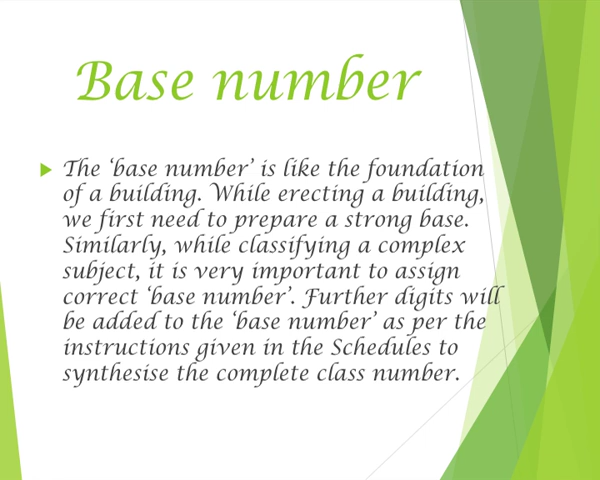 Base number
The ‘base number’ is like the foundation
of a building. While erecting a building,
we first need to prepare a strong base.
Similarly, while classifying a complex
subject, it is very important to assign
correct ‘base number’. Further digits will
be added to the ‘base number’ as per the
instructions given in the Schedules to
synthesise the complete class number.